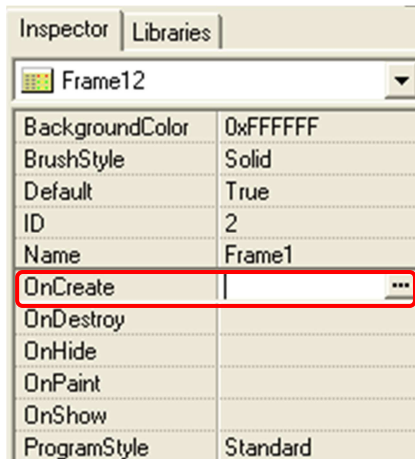 Inspector Libraries
Frame12
BackgroundColor 0xFFFFFF
BrushStyle Solid
Default True
ID 2
Name Frame1
OnCreate ...
OnDestroy
OnHide
OnPaint
OnShow
ProgramStyle Standard